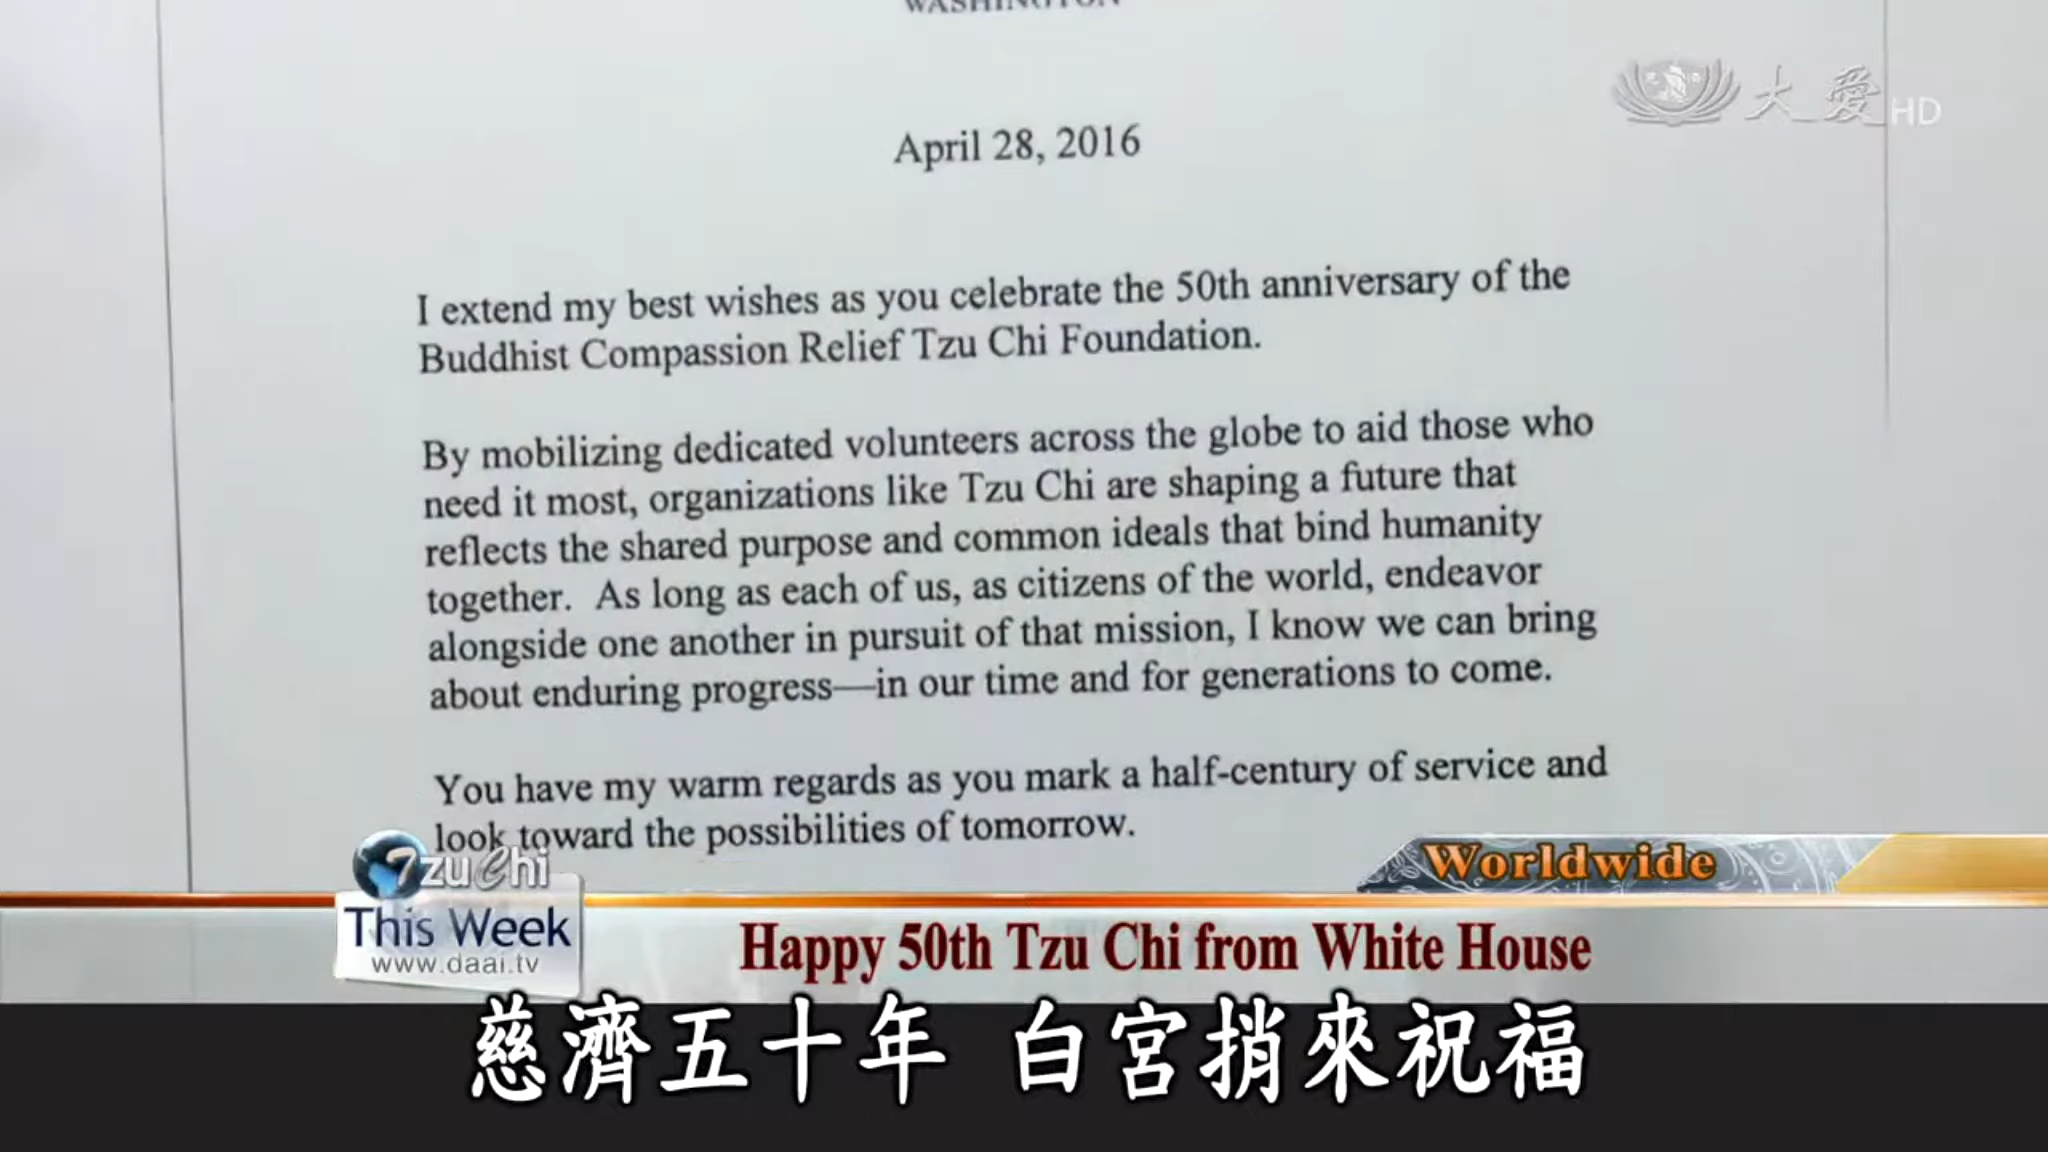 WASHINGTON
大愛HD
April 28, 2016
I extend my best wishes as you celebrate the 50th anniversary of the
Buddhist Compassion Relief Tzu Chi Foundation.
By mobilizing dedicated volunteers across the globe to aid those who
need it most, organizations like Tzu Chi are shaping a future that
reflects the shared purpose and common ideals that bind humanity
together.  As long as each of us, as citizens of the world, endeavor
alongside one another in pursuit of that mission, I know we can bring
about enduring progress—in our time and for generations to come.
You have my warm regards as you mark a half-century of service and
look toward the possibilities of tomorrow.
Worldwide
Tzu Chi
This Week
www.daai.tv
Happy 50th Tzu Chi from White House
慈濟五十年 白宮捎來祝福